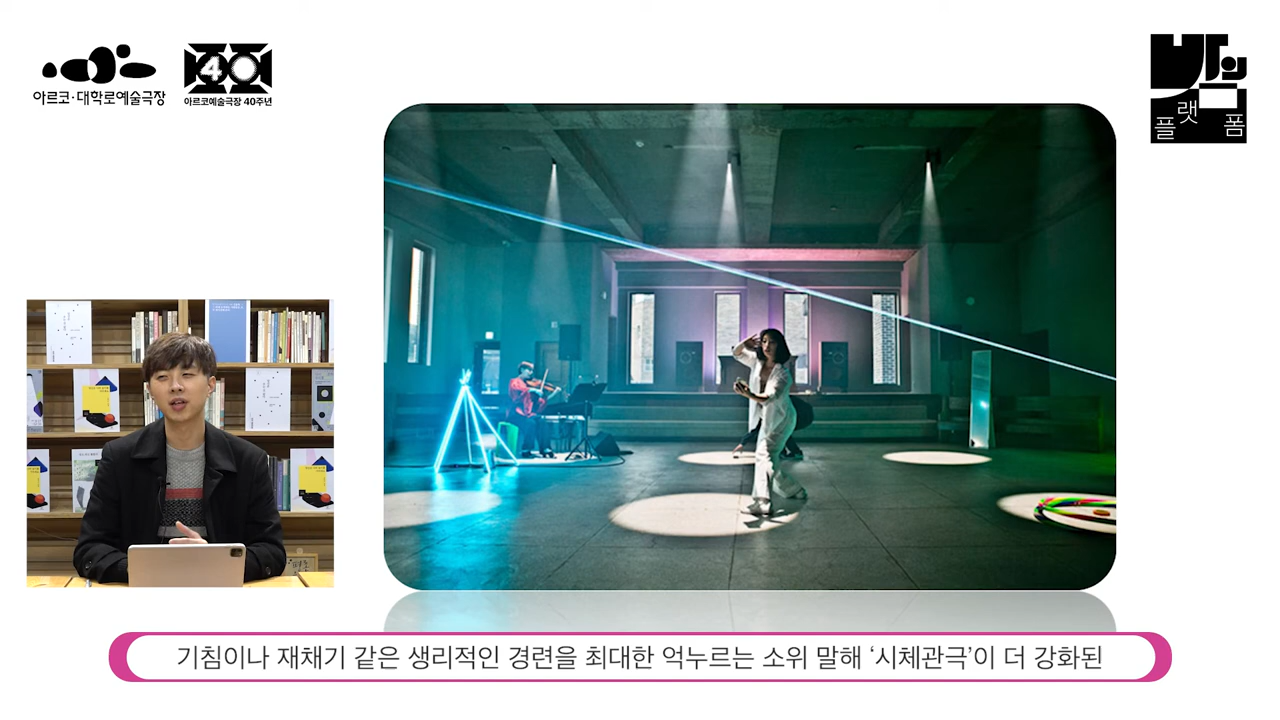 아르코·대학로예술극장
40
아르코예술극장 40주년
밤의
플랫폼
기침이나 재채기 같은 생리적인 경련을 최대한 억누르는 소위 말해 ‘시체관극’이 더 강화된